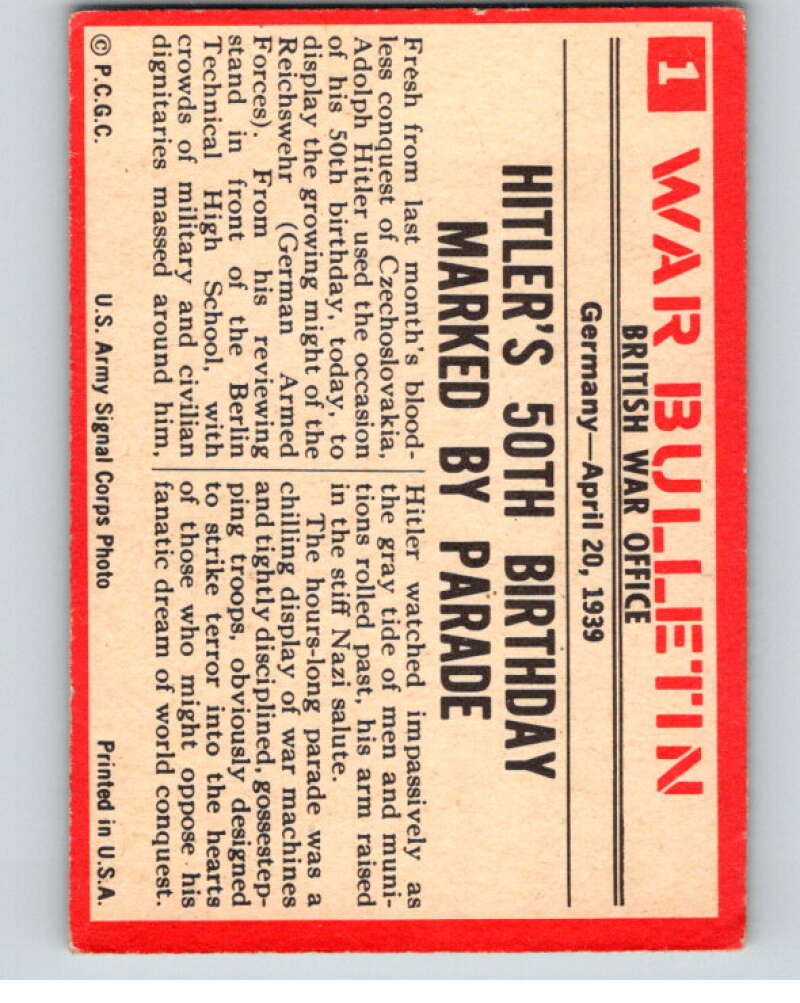 1 WAR BULLETIN
BRITISH WAR OFFICE
Germany—April 20, 1939
HITLER'S 50TH BIRTHDAY
MARKED BY PARADE
Fresh from last month's blood-
less conquest of Czechoslovakia,
Adolph Hitler used the occasion
of his 50th birthday, today, to
display the growing might of the
Reichswehr (German Armed
Forces). From his reviewing
stand in front of the Berlin
Technical High School, with
crowds of military and civilian
dignitaries massed around him,
Hitler watched impassively as
the gray tide of men and muni-
tions rolled past, his arm raised
in the stiff Nazi salute.
The hours-long parade was a
chilling display of war machines
and tightly disciplined, gossestep-
ping troops, obviously designed
to strike terror into the hearts
of those who might oppose his
fanatic dream of world conquest.
© P.C.G.C. U.S. Army Signal Corps Photo Printed in U.S.A.